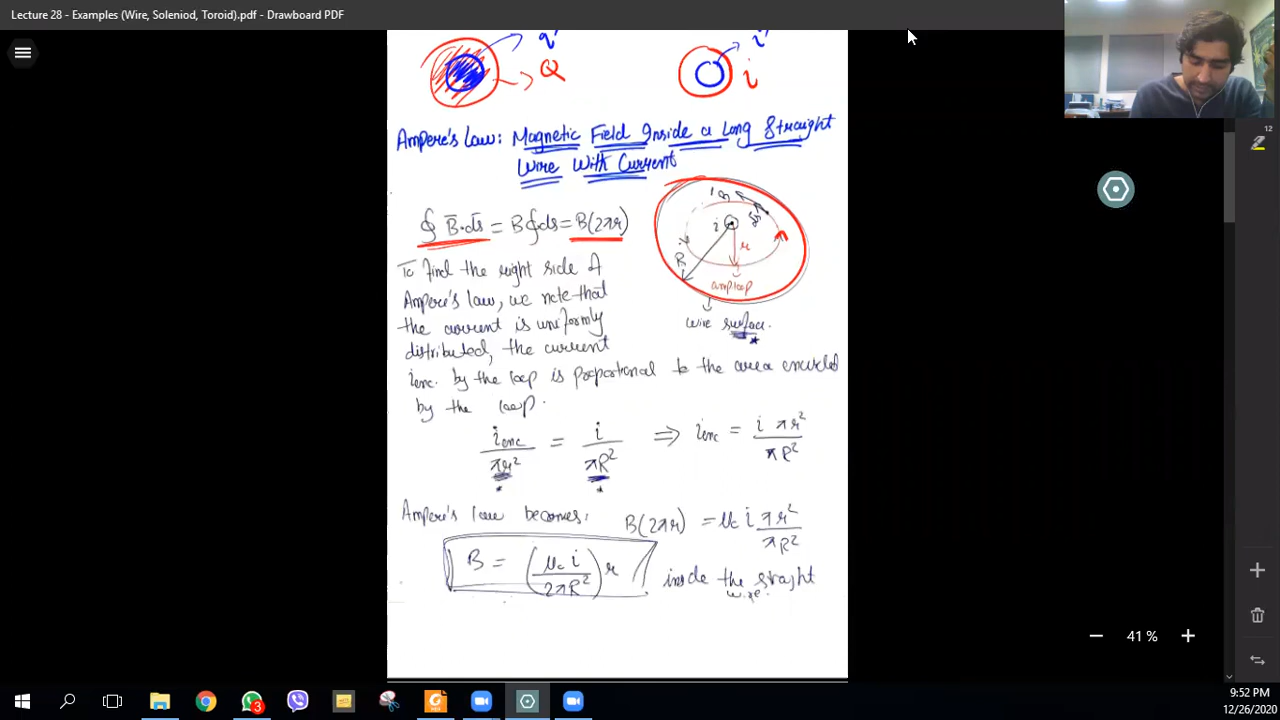 Lecture 28 - Examples (Wire, Soleniod, Toroid).pdf - Drawboard PDF
q'
Q
i'
i
Ampere's Law: Magnetic Field Inside a Long Straight
Wire With Current
∮ B̄·ds̄ = B∮ds = B(2πr)
i
r
R
amp loop
wire surface.
To find the right side of
Ampere's law, we note that
the current is uniformly
distributed, the current
ienc. by the loop is proportional to the area encircled
by the loop.
ienc/πr² = i/πR² ⇒ ienc = i πr²/πR²
Ampere's law becomes: B(2πr) = μ₀ i πr²/πR²
B = (μ₀ i/2πR²) r inside the straght
wire.
12
41 %
3
9:52 PM
12/26/2020